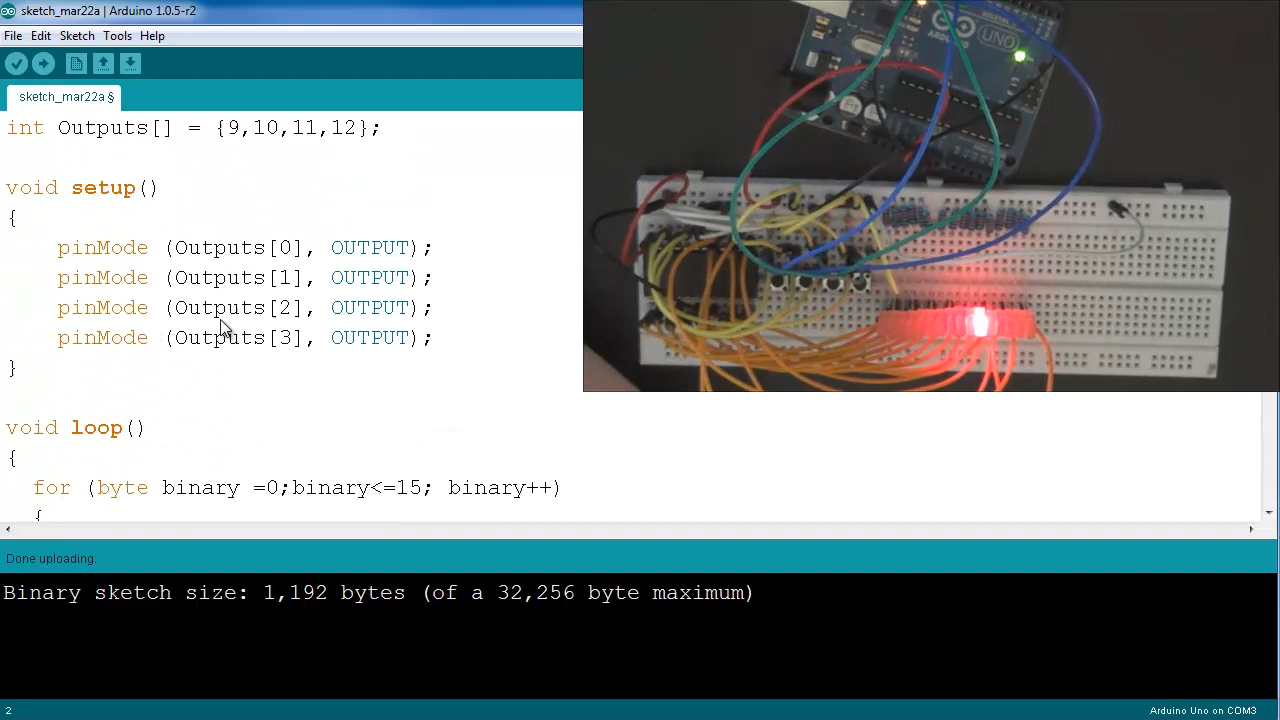 sketch_mar22a | Arduino 1.0.5-r2
File Edit Sketch Tools Help
sketch_mar22a §
int Outputs[] = {9,10,11,12};
void setup()
{
pinMode (Outputs[0], OUTPUT);
pinMode (Outputs[1], OUTPUT);
pinMode (Outputs[2], OUTPUT);
pinMode (Outputs[3], OUTPUT);
}
void loop()
{
for (byte binary =0;binary<=15; binary++)
{
Done uploading.
Binary sketch size: 1,192 bytes (of a 32,256 byte maximum)
2
Arduino Uno on COM3
UNO
ARDUINO